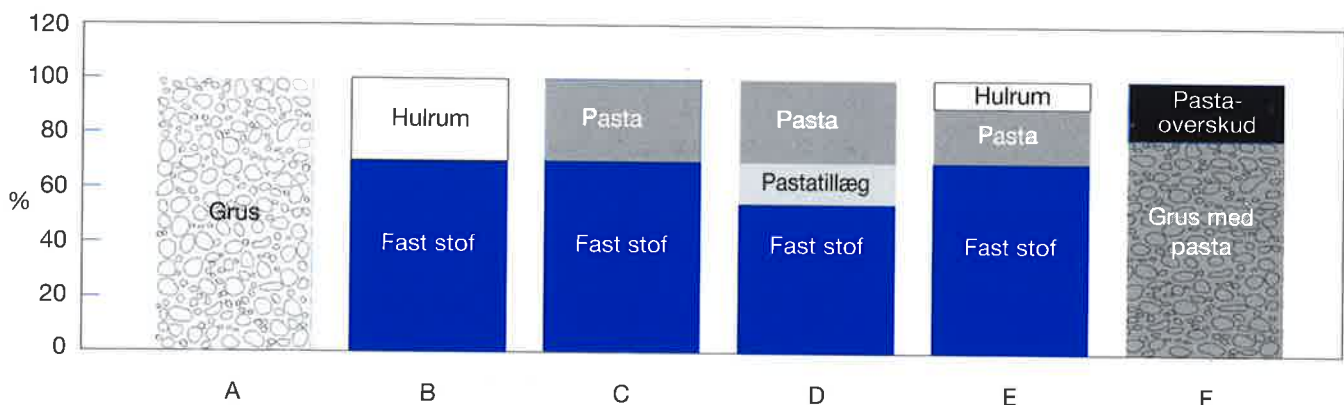 120
100
80
60
%
40
20
0
Grus
Hulrum
Fast stof
Pasta
Fast stof
Pasta
Pastatillæg
Fast stof
Hulrum
Pasta
Fast stof
Pasta-
overskud
Grus med
pasta
A B C D E F